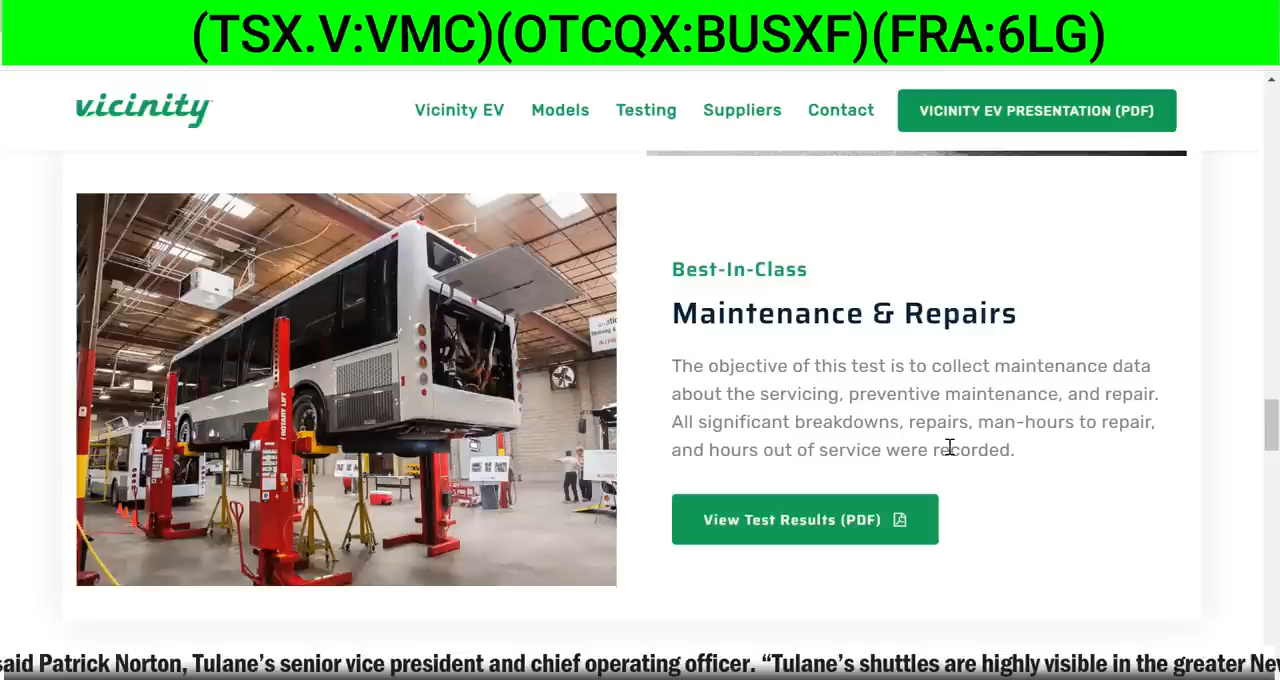 (TSX.V:VMC)(OTCQX:BUSXF)(FRA:6LG)
vicinity
Vicinity EV
Models
Testing
Suppliers
Contact
VICINITY EV PRESENTATION (PDF)
Best-In-Class
Maintenance & Repairs
The objective of this test is to collect maintenance data
about the servicing, preventive maintenance, and repair.
All significant breakdowns, repairs, man-hours to repair,
and hours out of service were recorded.
View Test Results (PDF)
ROTARY LIFT
said Patrick Norton, Tulane’s senior vice president and chief operating officer. “Tulane’s shuttles are highly visible in the greater Nev